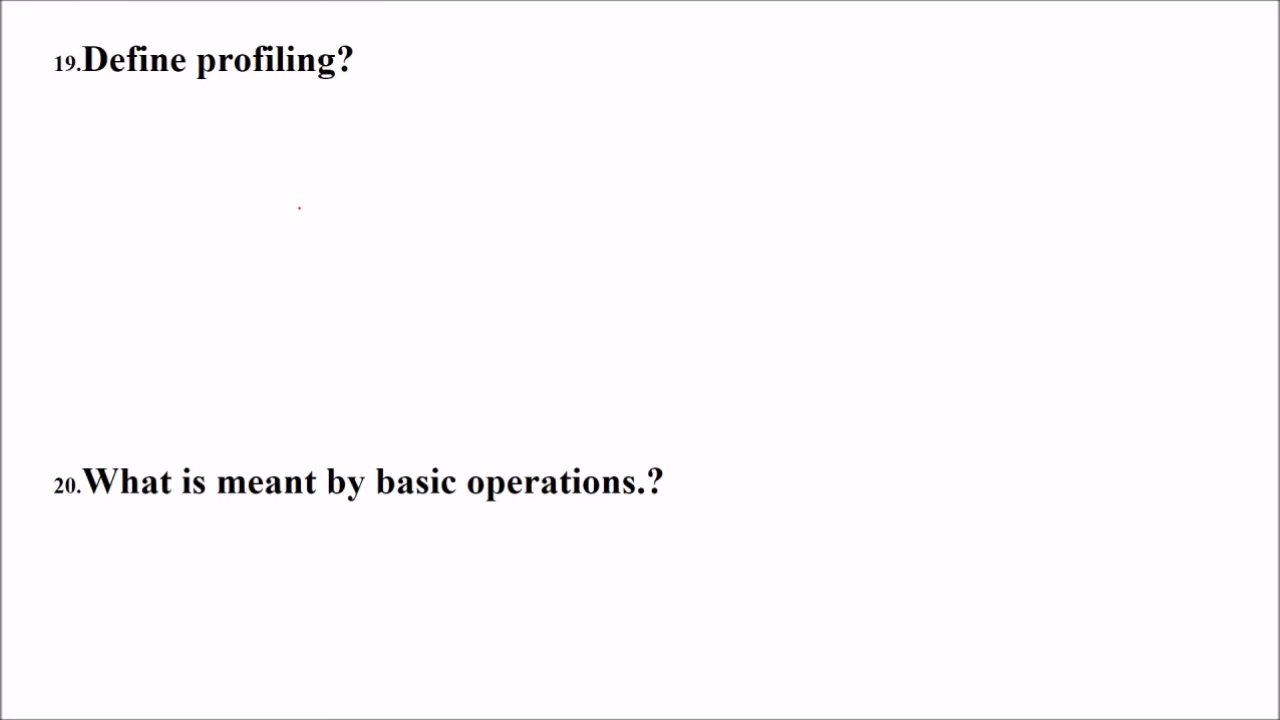 19.Define profiling?
20.What is meant by basic operations.?